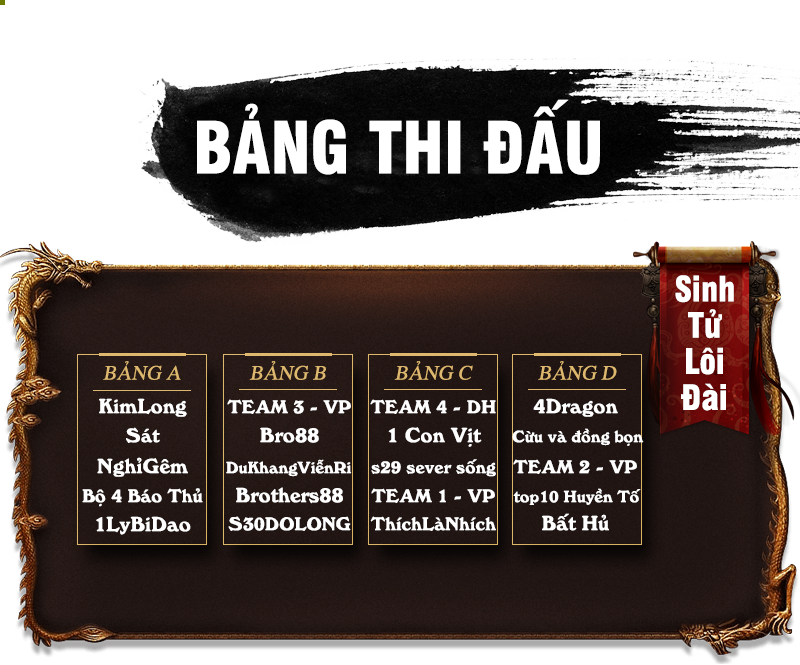 BẢNG THI ĐẤU
Sinh
Tử
Lôi
Đài
BẢNG A
KimLong
Sát
NghỉGêm
Bộ 4 Báo Thủ
1LyBiDao
BẢNG B
TEAM 3 - VP
Bro88
DuKhangViễnRi
Brothers88
S30DOLONG
BẢNG C
TEAM 4 - DH
1 Con Vịt
s29 sever sống
TEAM 1 - VP
ThíchLàNhích
BẢNG D
4Dragon
Cừu và đồng bọn
TEAM 2 - VP
top10 Huyền Tố
Bất Hủ